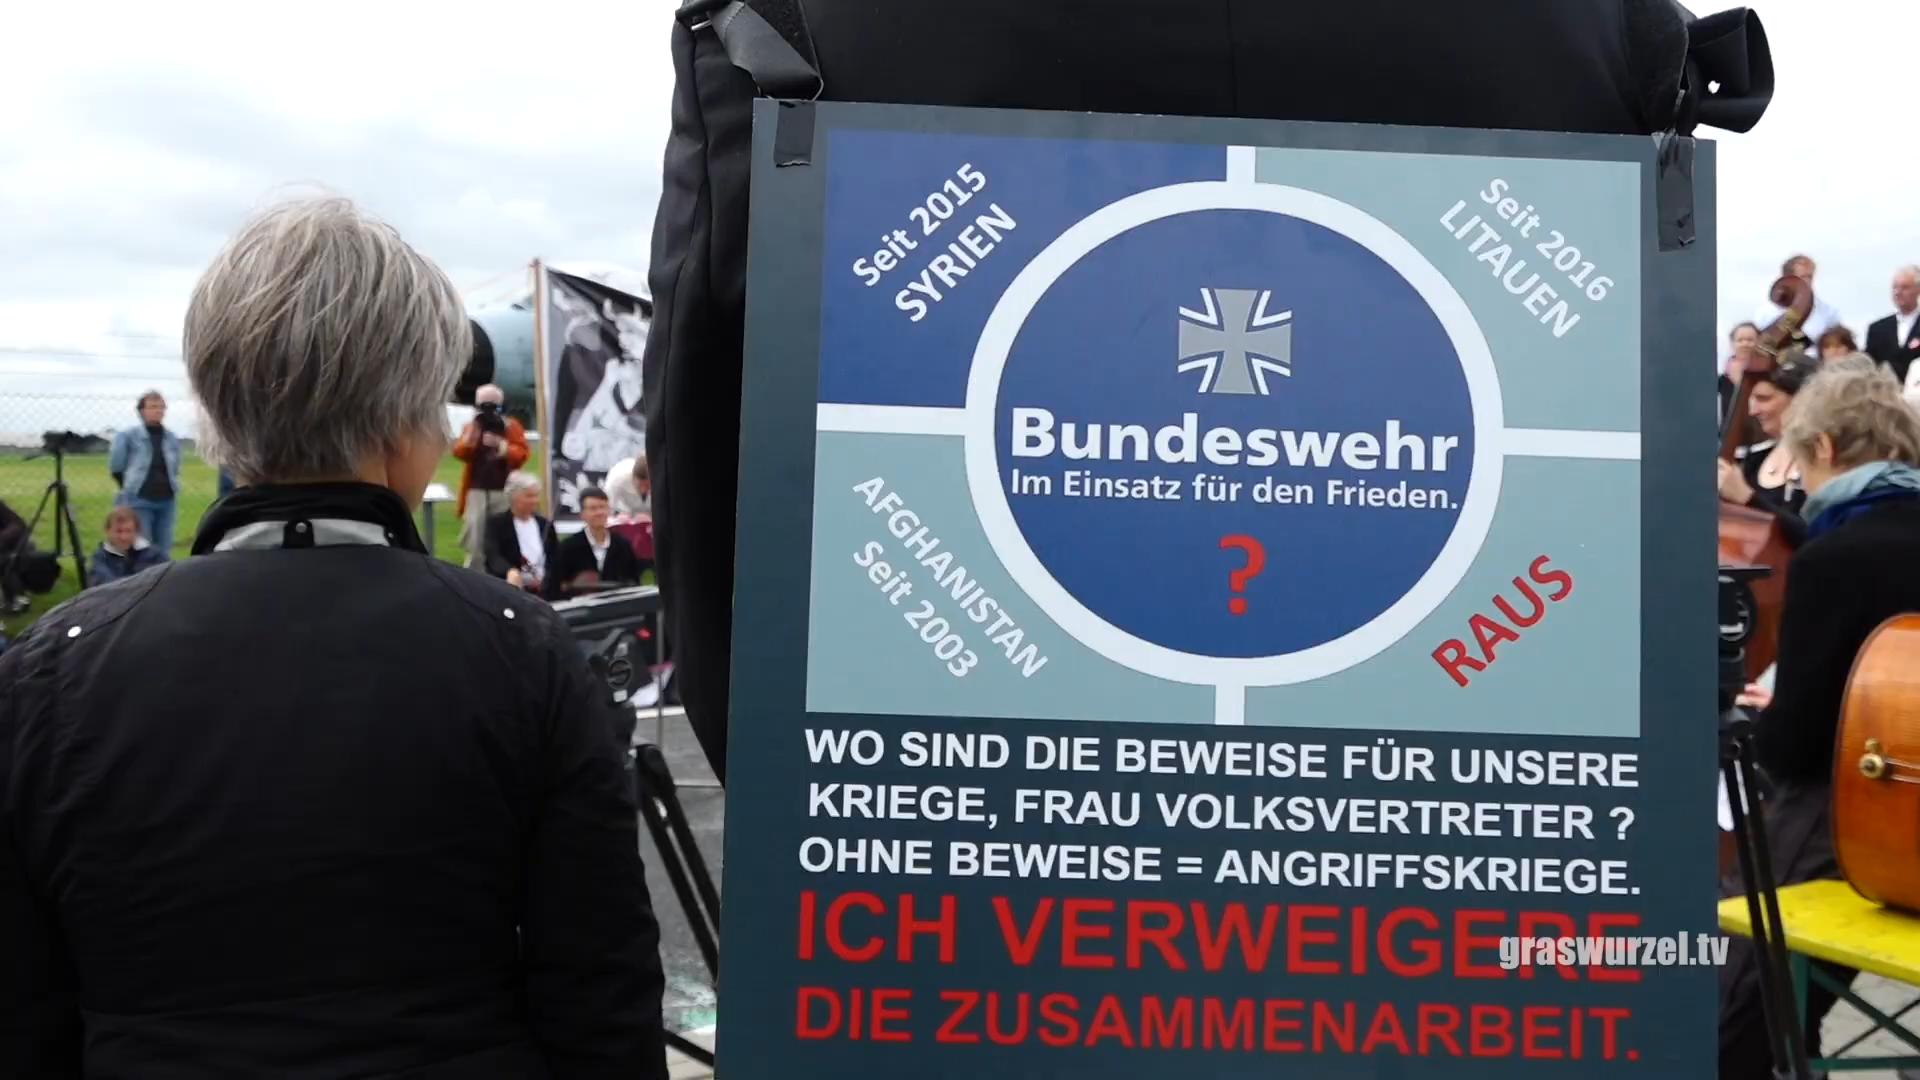 Seit 2015
SYRIEN
Seit 2016
LITAUEN
Bundeswehr
Im Einsatz für den Frieden.
?
AFGHANISTAN
Seit 2003
RAUS
WO SIND DIE BEWEISE FÜR UNSERE
KRIEGE, FRAU VOLKSVERTRETER ?
OHNE BEWEISE = ANGRIFFSKRIEGE.
ICH VERWEIGERE
DIE ZUSAMMENARBEIT.
graswurzel.tv